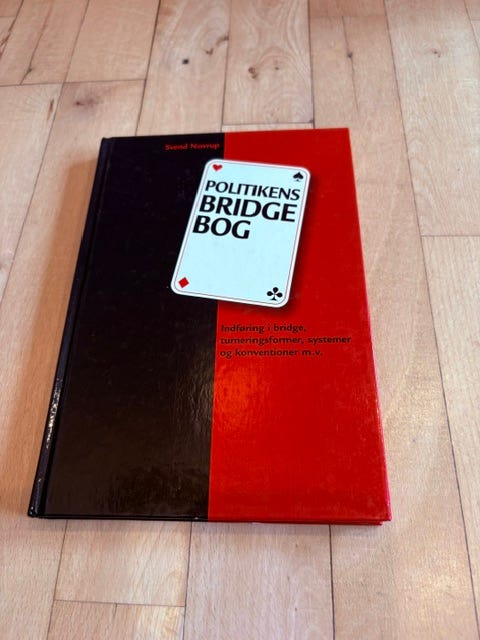 Svend Novrup
POLITIKENS
BRIDGE
BOG
Indføring i bridge,
turneringsformer, systemer
og konventioner m.v.